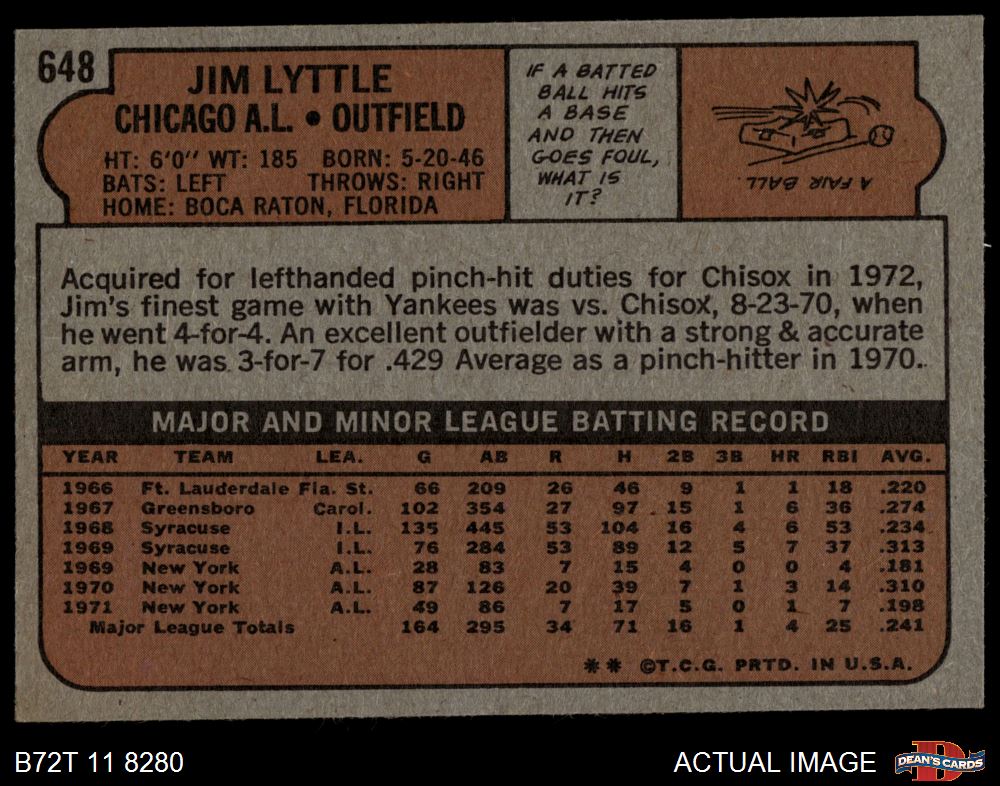 648
JIM LYTTLE
CHICAGO A.L. • OUTFIELD
HT: 6'0" WT: 185 BORN: 5-20-46
BATS: LEFT THROWS: RIGHT
HOME: BOCA RATON, FLORIDA
IF A BATTED
BALL HITS
A BASE
AND THEN
GOES FOUL,
WHAT IS
IT?
A FAIR BALL.
Acquired for lefthanded pinch-hit duties for Chisox in 1972,
Jim's finest game with Yankees was vs. Chisox, 8-23-70, when
he went 4-for-4. An excellent outfielder with a strong & accurate
arm, he was 3-for-7 for .429 Average as a pinch-hitter in 1970.
MAJOR AND MINOR LEAGUE BATTING RECORD
YEAR TEAM LEA. G AB R H 2B 3B HR RBI AVG.
1966 Ft. Lauderdale Fla. St. 66 209 26 46 9 1 1 18 .220
1967 Greensboro Carol. 102 354 27 97 15 1 6 36 .274
1968 Syracuse I.L. 135 445 53 104 16 4 6 53 .234
1969 Syracuse I.L. 76 284 53 89 12 5 7 37 .313
1969 New York A.L. 28 83 7 15 4 0 0 4 .181
1970 New York A.L. 87 126 20 39 7 1 3 14 .310
1971 New York A.L. 49 86 7 17 5 0 1 7 .198
Major League Totals 164 295 34 71 16 1 4 25 .241
** ©T.C.G. PRTD. IN U.S.A.
B72T 11 8280
ACTUAL IMAGE
D
DEAN'S CARDS